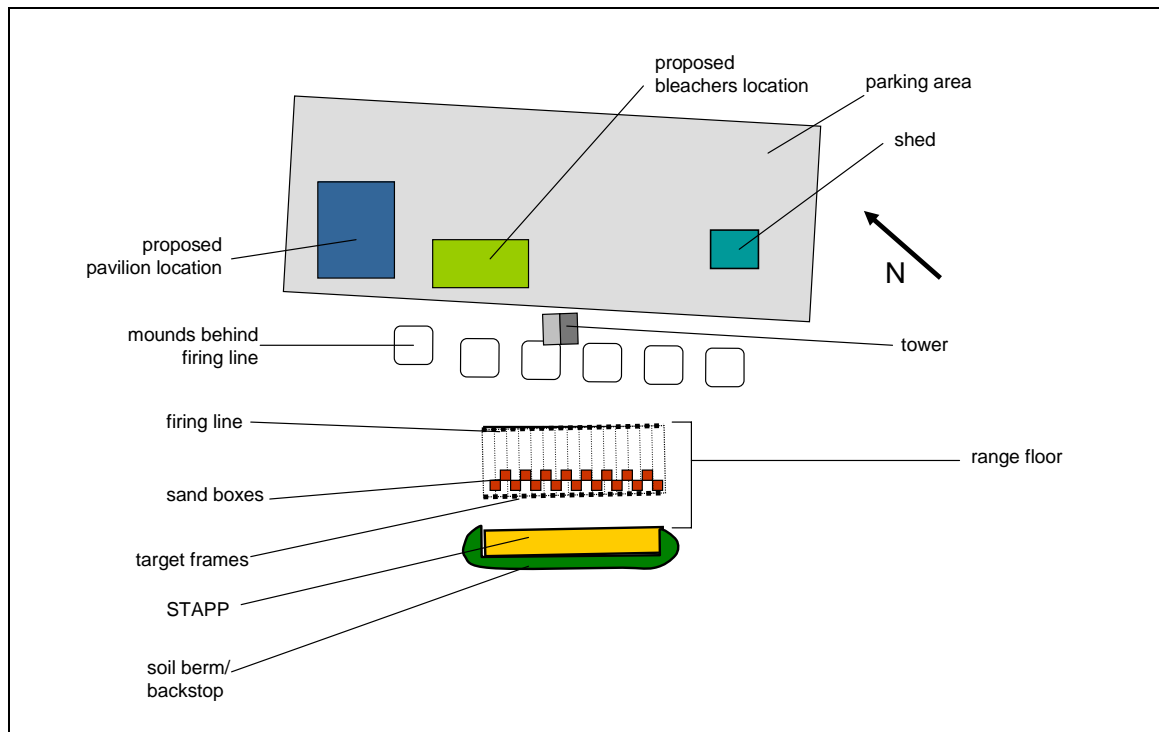 proposed
bleachers location
parking area
shed
proposed
pavilion location
N
mounds behind
firing line
tower
firing line
range floor
sand boxes
target frames
STAPP
soil berm/
backstop